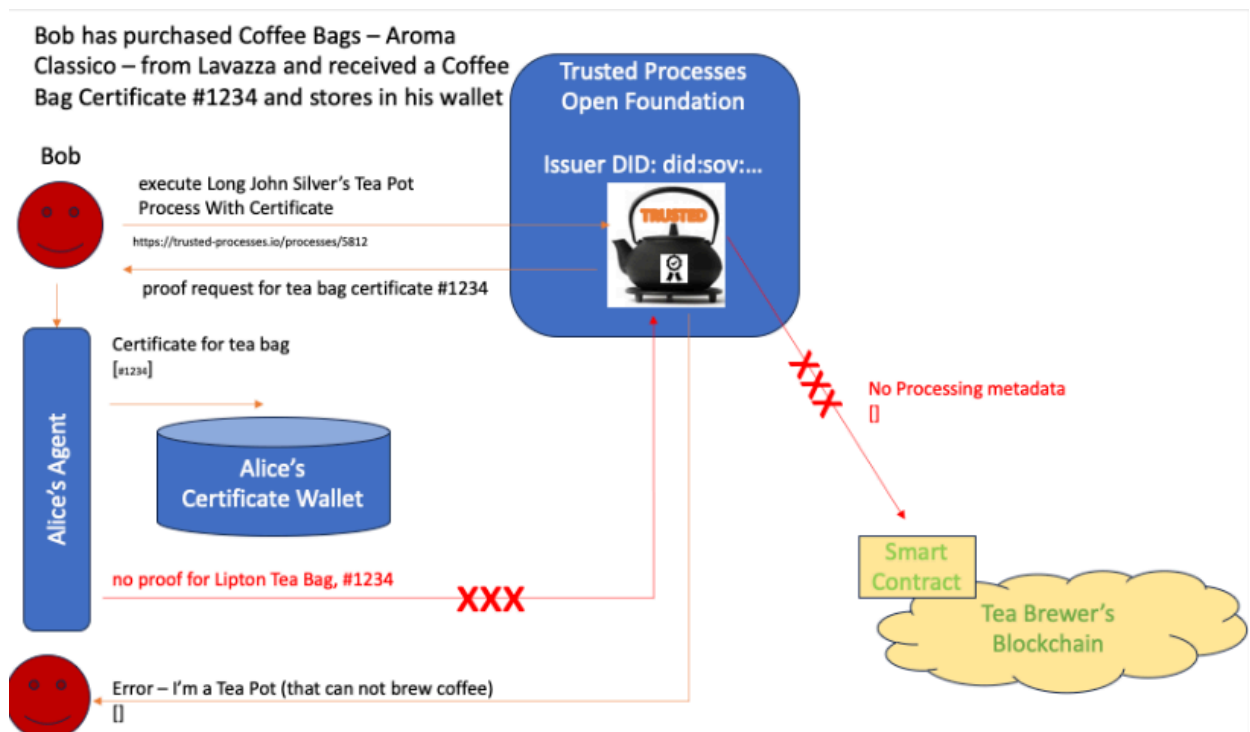 Bob has purchased Coffee Bags – Aroma
Classico – from Lavazza and received a Coffee
Bag Certificate #1234 and stores in his wallet
Trusted Processes
Open Foundation
Issuer DID: did:sov:...
TRUSTED
Bob
execute Long John Silver's Tea Pot
Process With Certificate
https://trusted-processes.io/processes/5812
proof request for tea bag certificate #1234
Certificate for tea bag
[#1234]
Alice's Agent
Alice's
Certificate Wallet
XXX
No Processing metadata
[]
no proof for Lipton Tea Bag, #1234
XXX
Smart
Contract
Tea Brewer's
Blockchain
Error – I'm a Tea Pot (that can not brew coffee)
[]